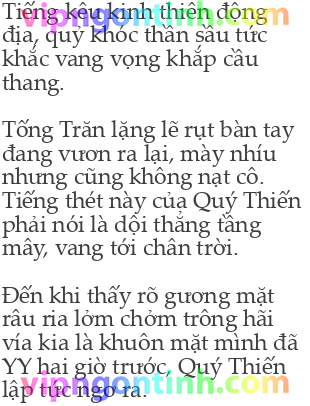 Tiếng kêu kinh thiên động
địa, quỷ khóc thần sầu tức
khắc vang vọng khắp cầu
thang.
Tống Trăn lặng lẽ rụt bàn tay
đang vươn ra lại, mày nhíu
nhưng cũng không nạt cô.
Tiếng thét này của Quý Thiến
phải nói là dội thẳng tầng
mây, vang tới chân trời.
Đến khi thấy rõ gương mặt
râu ria lởm chởm trông hãi
vía kia là khuôn mặt mình đã
YY hai giờ trước, Quý Thiến
lập tức ngơ ra.
vipngontinh.com
vipngontinh.com